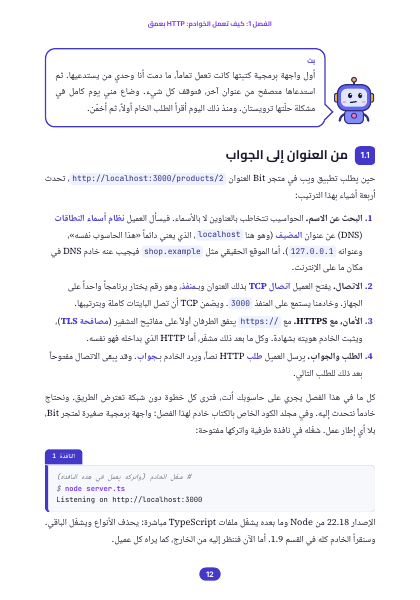 الفصل 1: كيف تعمل الخوادم: HTTP بعمق
بت
أول واجهة برمجية كتبتها كانت تعمل تماماً، ما دمت أنا وحدي من يستدعيها. ثم
استدعاها متصفح من عنوان آخر، فتوقف كل شيء. وضاع مني يوم كامل في
مشكلة حلّتها ترويستان. ومنذ ذلك اليوم أقرأ الطلب الخام أولاً، ثم أخمّن.
1.1 من العنوان إلى الجواب
حين يطلب تطبيق ويب في متجر Bit العنوان http://localhost:3000/products/2، تحدث
أربعة أشياء بهذا الترتيب:
1. البحث عن الاسم. الحواسيب تتخاطب بالعناوين لا بالأسماء. فيسأل العميل نظام أسماء النطاقات
(DNS) عن عنوان المضيف (وهو هنا localhost، الذي يعني دائماً «هذا الحاسوب نفسه»،
وعنوانه 127.0.0.1). أما الموقع الحقيقي مثل shop.example فيجيب عنه خادم DNS في
مكان ما على الإنترنت.
2. الاتصال. يفتح العميل اتصال TCP بذلك العنوان وبمنفذ، وهو رقم يختار برنامجاً واحداً على
الجهاز. وخادمنا يستمع على المنفذ 3000. ويضمن TCP أن تصل البايتات كاملة وبترتيبها.
3. الأمان، مع HTTPS. مع https:// يتفق الطرفان أولاً على مفاتيح التشفير (مصافحة TLS)،
ويثبت الخادم هويته بشهادة. وكل ما بعد ذلك مشفّر، أما HTTP الذي بداخله فهو نفسه.
4. الطلب والجواب. يرسل العميل طلب HTTP نصاً، ويرد الخادم بجواب. وقد يبقى الاتصال مفتوحاً
بعد ذلك للطلب التالي.
كل ما في هذا الفصل يجري على حاسوبك أنت، فترى كل خطوة دون شبكة تعترض الطريق. ونحتاج
خادماً نتحدث إليه. وفي مجلد الكود الخاص بالكتاب خادم لهذا الفصل: واجهة برمجية صغيرة لمتجر Bit،
بلا أي إطار عمل. شغّله في نافذة طرفية واتركها مفتوحة:
النافذة 1
# شغّل الخادم (واتركه يعمل في هذه النافذة)
$ node server.ts
Listening on http://localhost:3000
الإصدار 22.18 من Node وما بعده يشغّل ملفات TypeScript مباشرة: يحذف الأنواع ويشغّل الباقي.
وسنقرأ الخادم كله في القسم 1.9. أما الآن فننظر إليه من الخارج، كما يراه كل عميل.
12